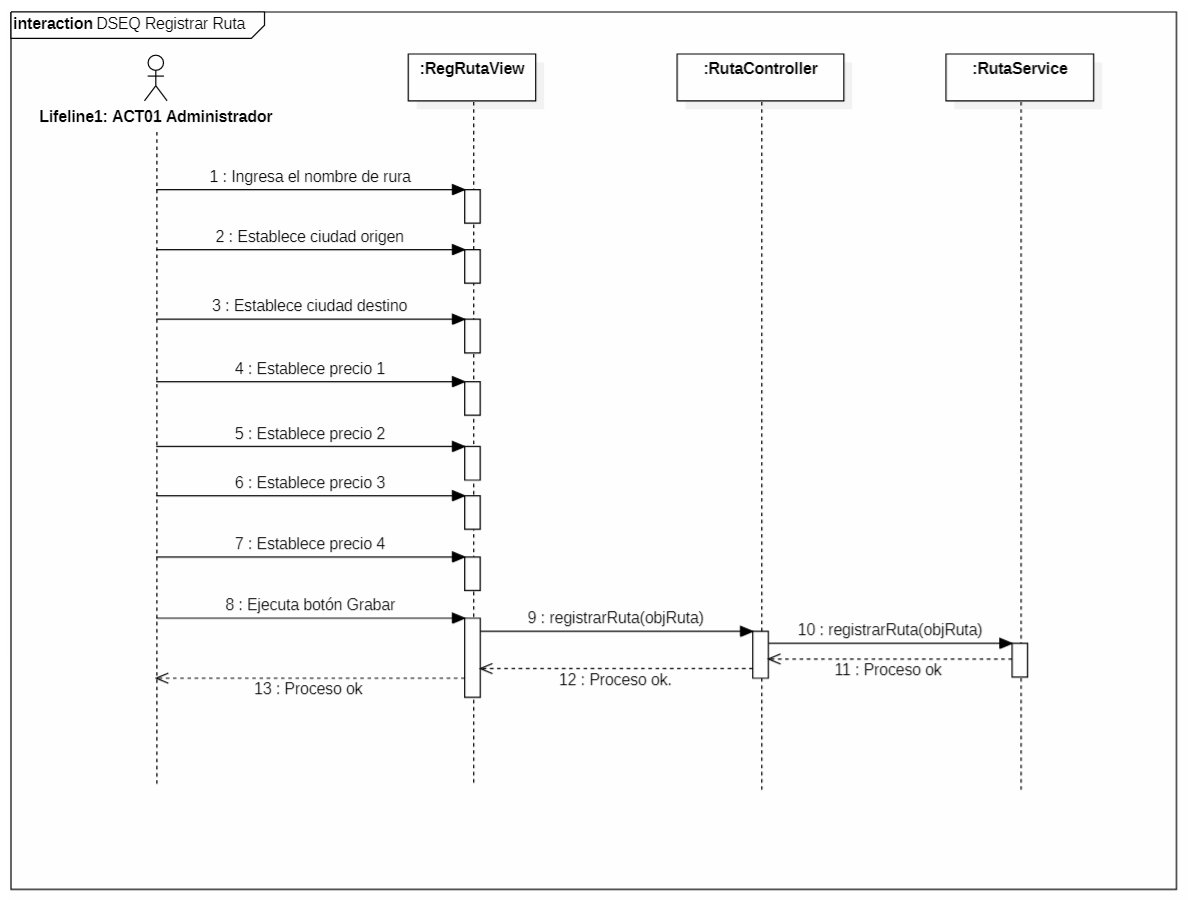 interaction DSEQ Registrar Ruta
:RegRutaView
:RutaController
:RutaService
Lifeline1: ACT01 Administrador
1 : Ingresa el nombre de rura
2 : Establece ciudad origen
3 : Establece ciudad destino
4 : Establece precio 1
5 : Establece precio 2
6 : Establece precio 3
7 : Establece precio 4
8 : Ejecuta botón Grabar
9 : registrarRuta(objRuta)
10 : registrarRuta(objRuta)
11 : Proceso ok
12 : Proceso ok.
13 : Proceso ok